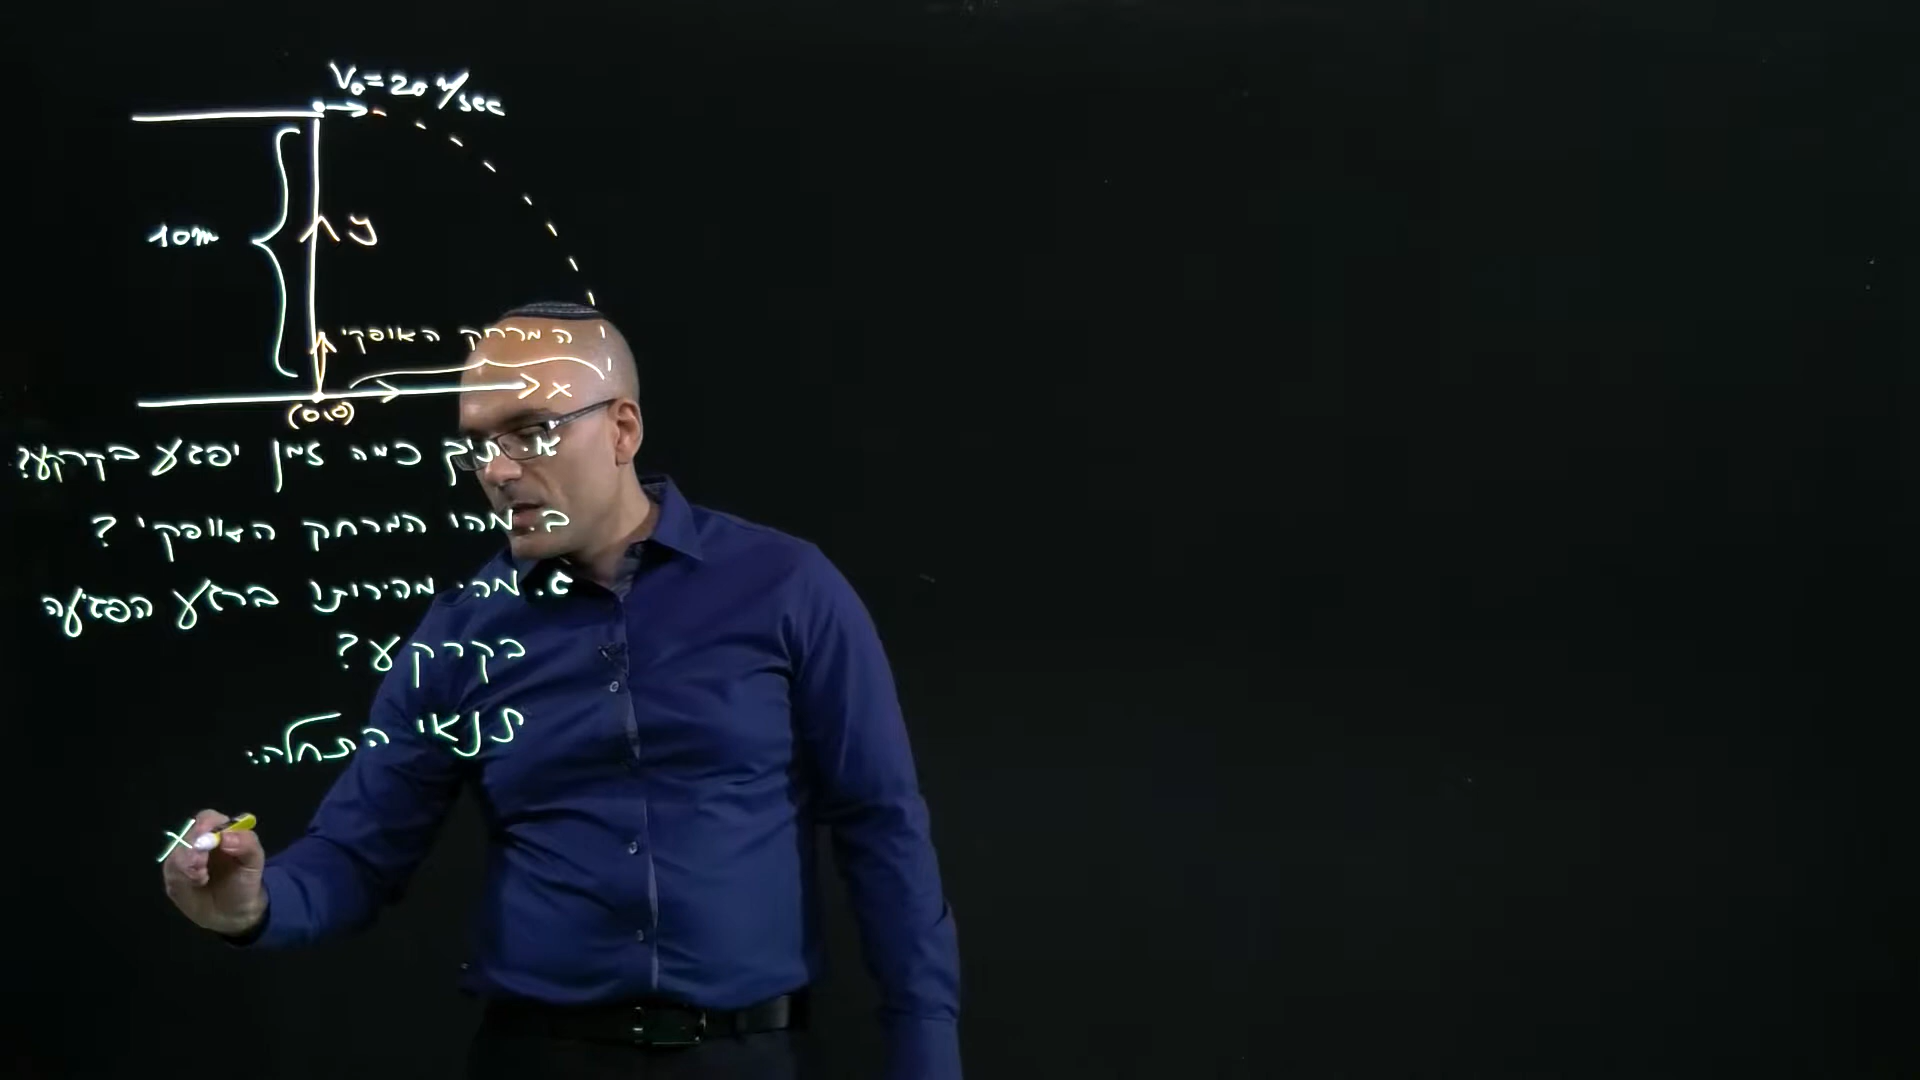 V₀=20 m/sec
10m
y
המרחק האופקי
x
(0,0)
א. תוך כמה זמן יפגע בקרקע?
ב. מהו המרחק האופקי?
ג. מהי מהירותו ברגע הפגיעה
בקרקע?
תנאי התחלה:
x